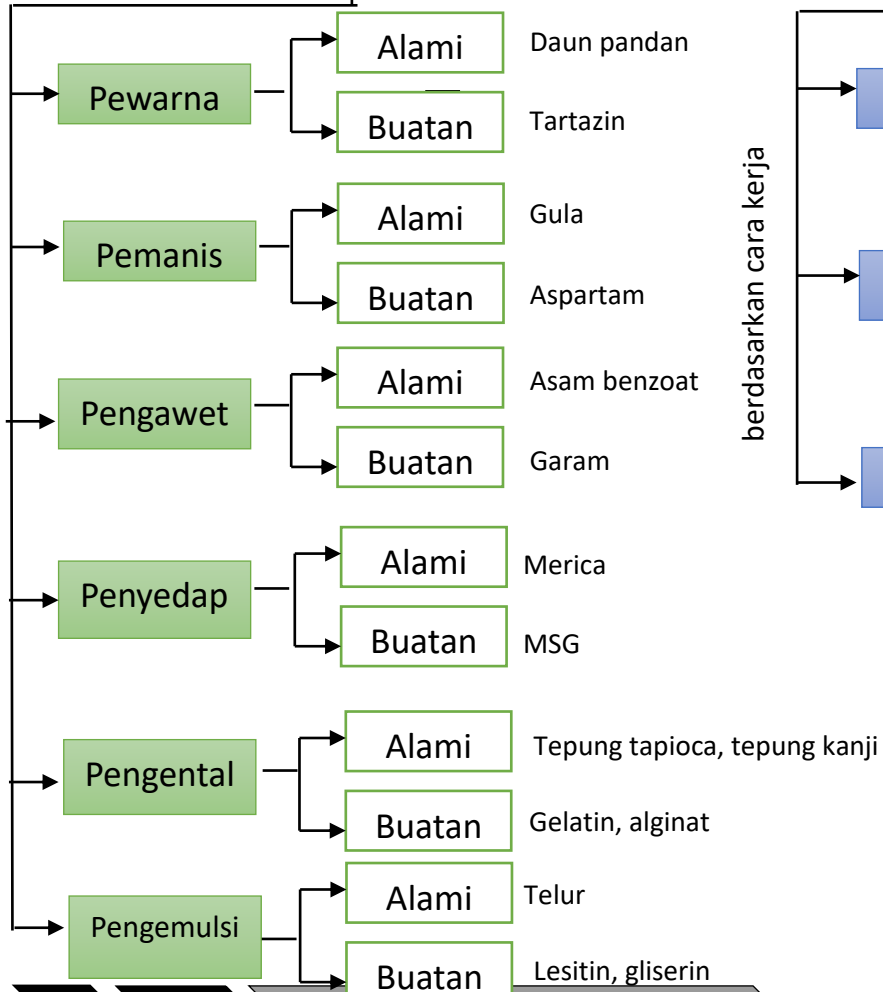 Pewarna
Alami
Daun pandan
Buatan
Tartazin
Pemanis
Alami
Gula
Buatan
Aspartam
Pengawet
Alami
Asam benzoat
Buatan
Garam
Penyedap
Alami
Merica
Buatan
MSG
Pengental
Alami
Tepung tapioca, tepung kanji
Buatan
Gelatin, alginat
Pengemulsi
Alami
Telur
Buatan
Lesitin, gliserin
berdasarkan cara kerja